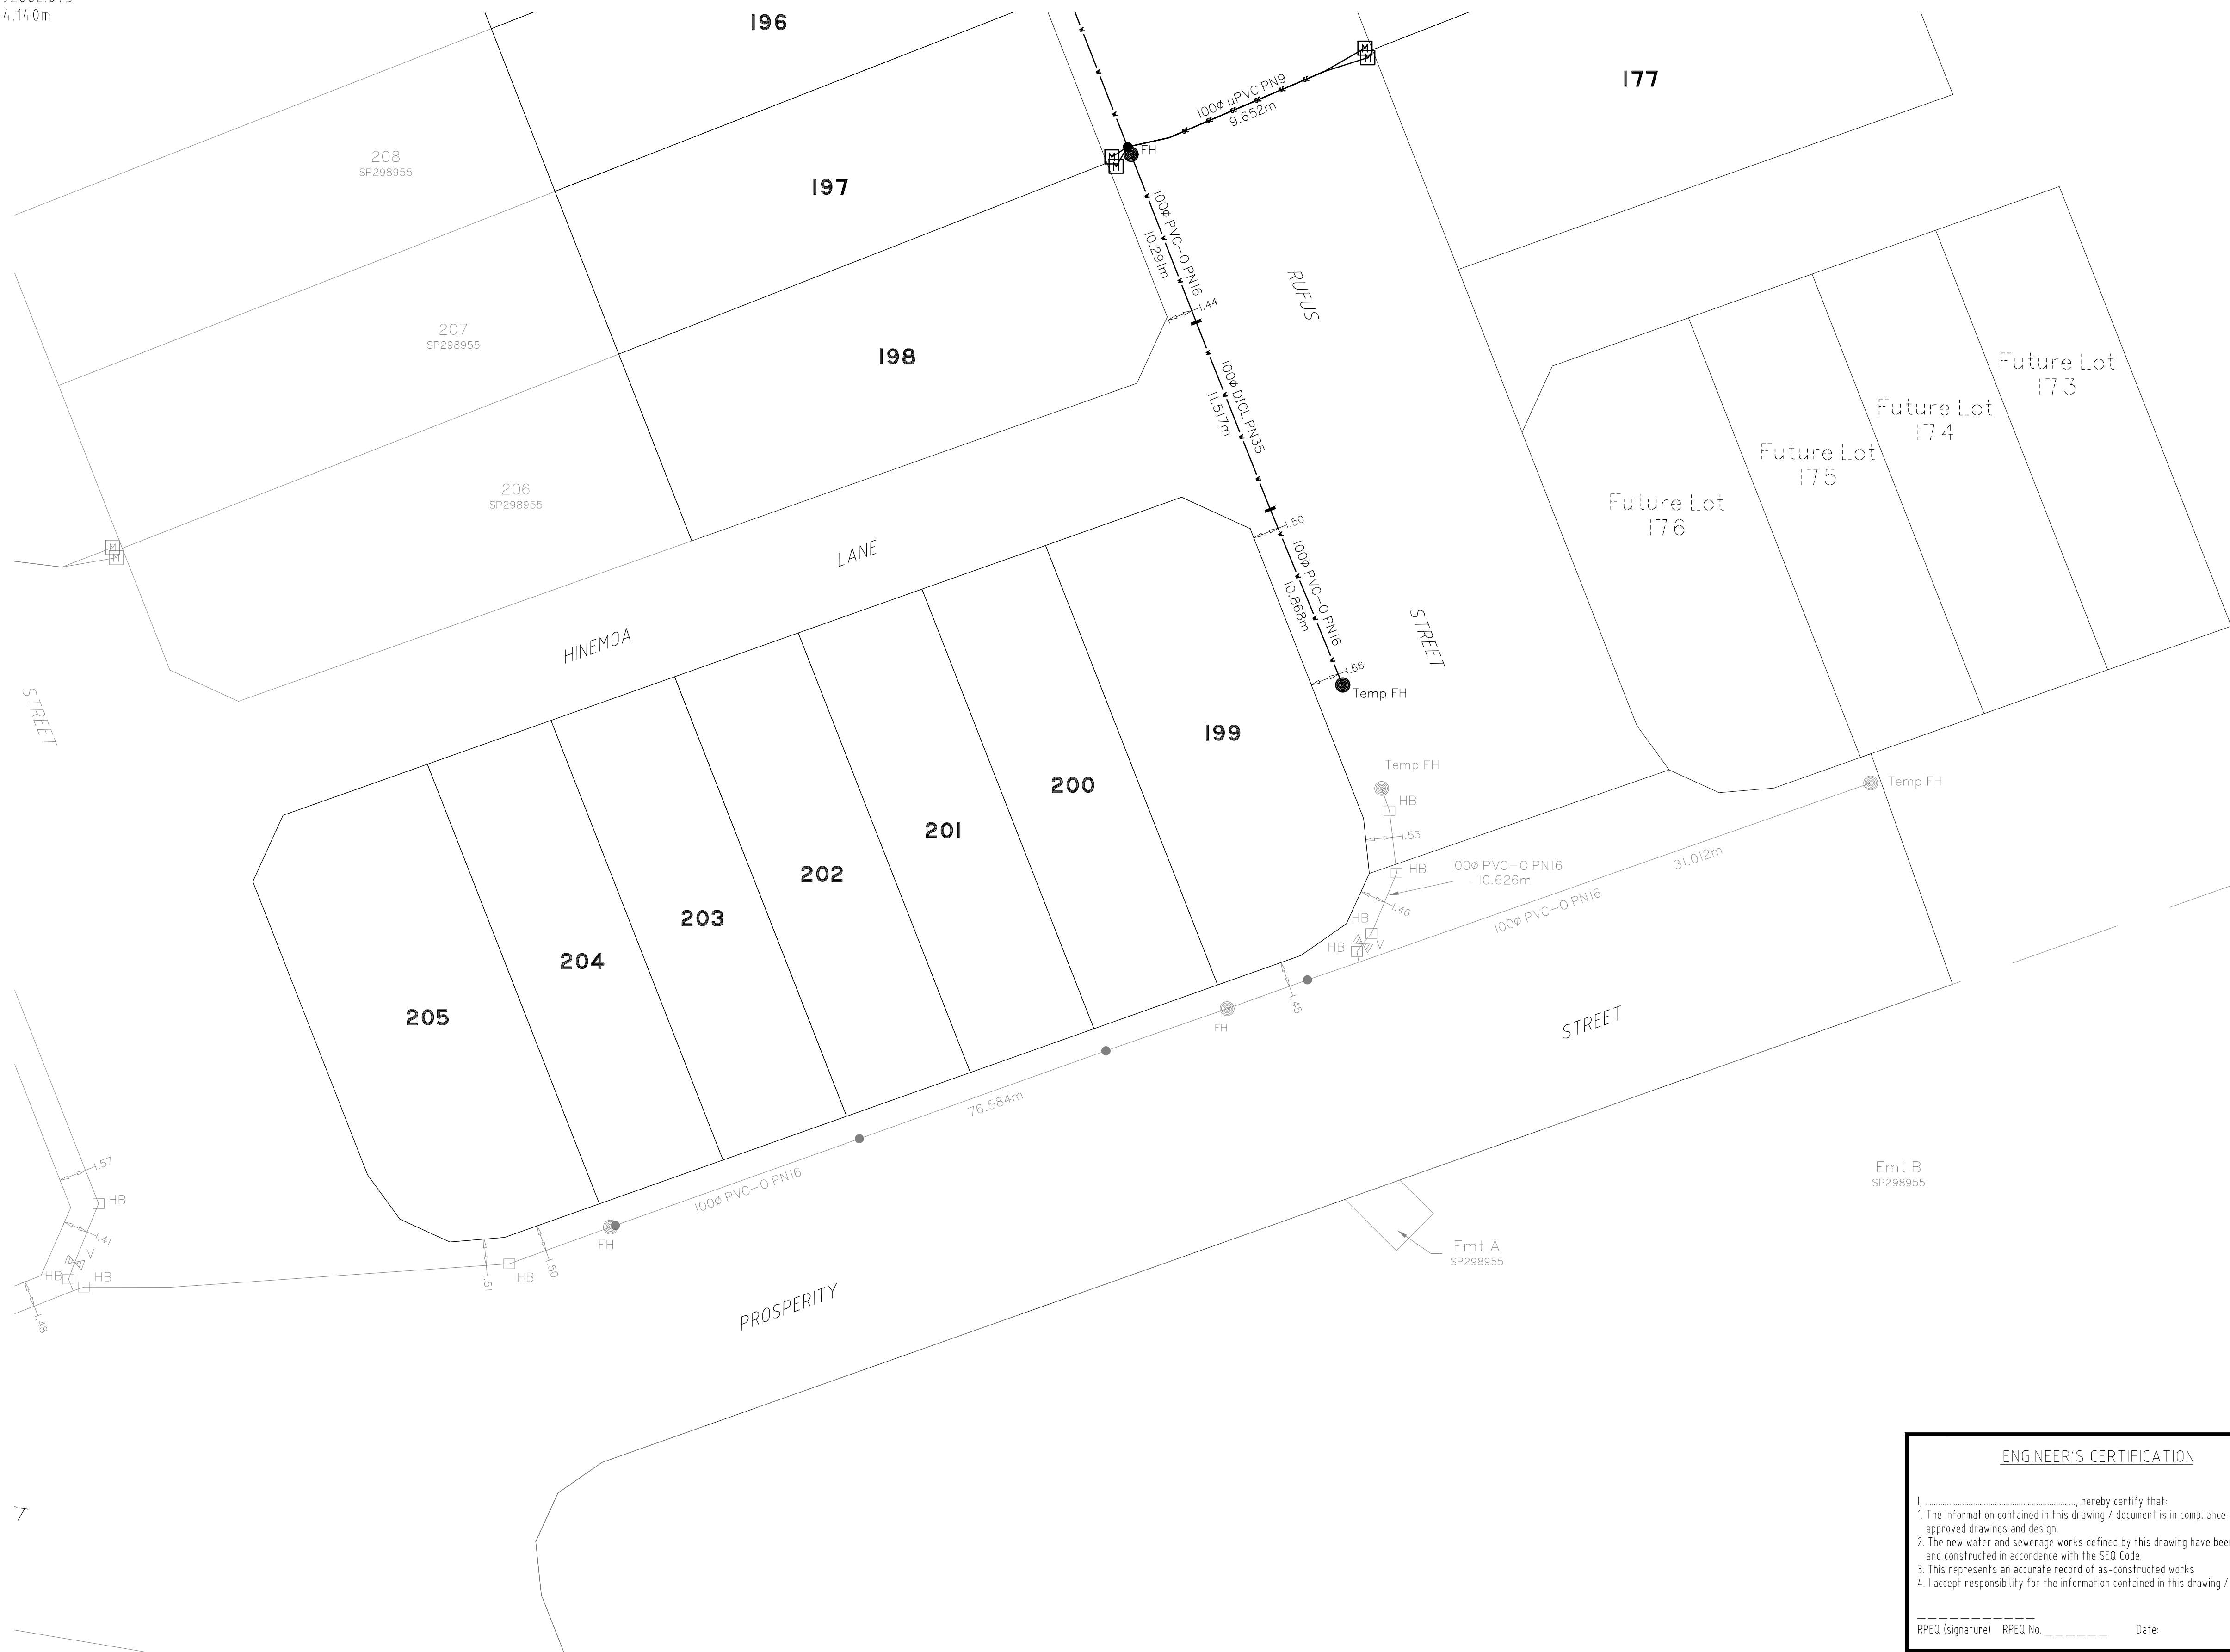 4.140m
196
177
100ø uPVC PN9
9.652m
FH
208
SP298955
197
100ø PVC-O PN16
10.291m
1.44
RUFUS
207
SP298955
198
100ø DICL PN35
11.517m
Future Lot
173
Future Lot
174
Future Lot
175
Future Lot
176
206
SP298955
1.50
LANE
100ø PVC-O PN16
10.868m
HINEMOA
STREET
STREET
1.66
Temp FH
199
Temp FH
Temp FH
200
HB
201
1.53
202
HB
100ø PVC-O PN16
10.626m
31.012m
203
1.46
100ø PVC-O PN16
HB
HB
V
204
205
1.45
FH
STREET
76.584m
1.57
HB
100ø PVC-O PN16
Emt B
SP298955
1.41
V
FH
HB
HB
1.51
HB
1.50
Emt A
SP298955
1.48
PROSPERITY
ENGINEER'S CERTIFICATION
I, ........................................................, hereby certify that:
1. The information contained in this drawing / document is in compliance
approved drawings and design.
2. The new water and sewerage works defined by this drawing have been
and constructed in accordance with the SEQ Code.
3. This represents an accurate record of as-constructed works
4. I accept responsibility for the information contained in this drawing /
RPEQ (signature) RPEQ No. ______ Date:
M
M
M
M
M
M
T